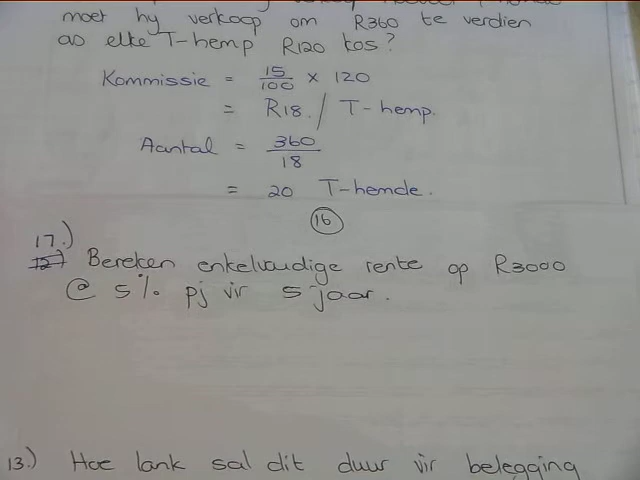 moet hy verkoop om R360 te verdien
as elke T-hemp R120 kos?
Kommissie = 15/100 × 120
= R18. / T-hemp.
Aantal = 360/18
= 20 T-hemde.
16
17.)
12) Bereken enkelvoudige rente op R3000
@ 5% pj vir 5 jaar.
13.) Hoe lank sal dit duur vir belegging